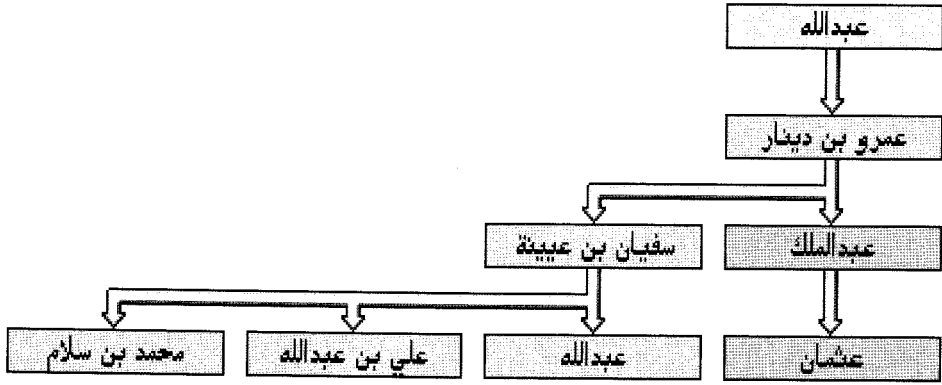 عبدالله
عمرو بن دينار
عبدالملك
سفيان بن عيينة
عثمان
عبدالله
علي بن عبدالله
محمد بن سلام